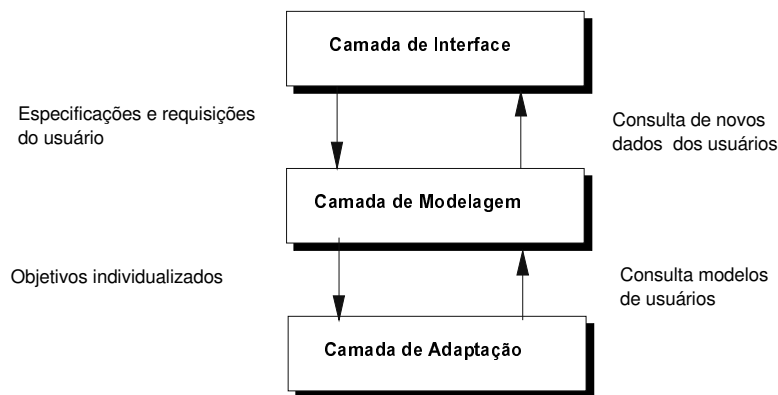 Camada de Interface
Especificações e requisições
do usuário
Consulta de novos
dados dos usuários
Camada de Modelagem
Objetivos individualizados
Consulta modelos
de usuários
Camada de Adaptação